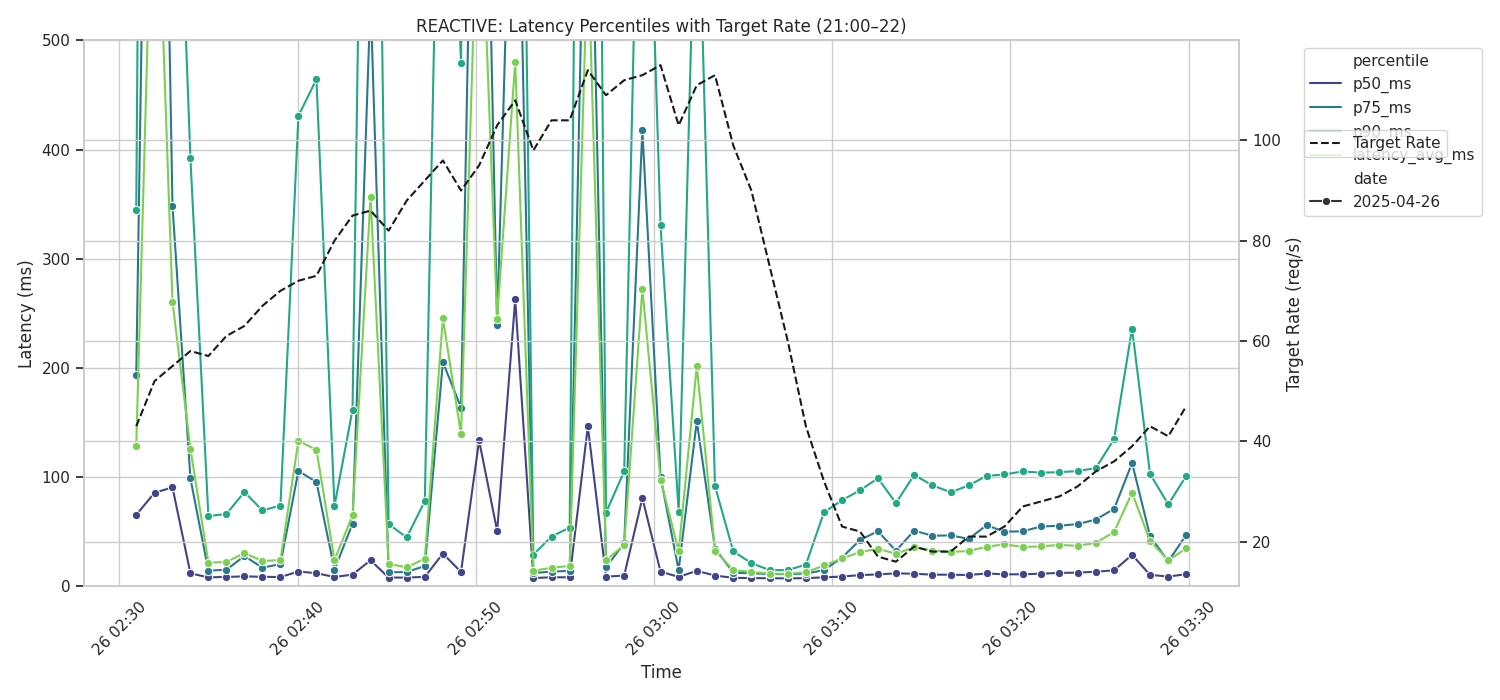 REACTIVE: Latency Percentiles with Target Rate (21:00–22)
500
400
300
200
100
0
Latency (ms)
100
80
60
40
20
Target Rate (req/s)
26 02:30
26 02:40
26 02:50
26 03:00
26 03:10
26 03:20
26 03:30
Time
percentile
p50_ms
p75_ms
p90_ms
Target Rate
latency_avg_ms
date
2025-04-26